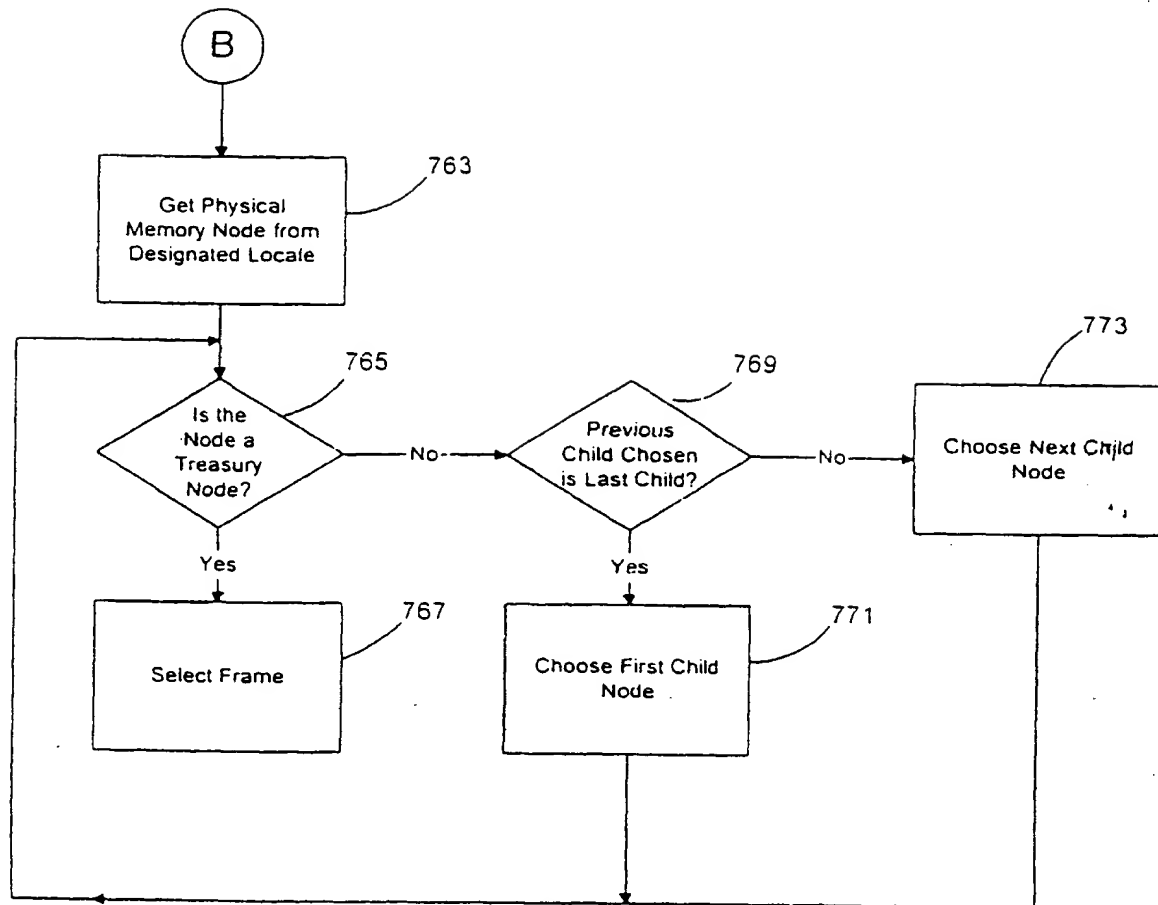 B
763
Get Physical
Memory Node from
Designated Locale
765
Is the
Node a
Treasury
Node?
No
769
Previous
Child Chosen
is Last Child?
No
773
Choose Next Child
Node
Yes
767
Select Frame
Yes
771
Choose First Child
Node